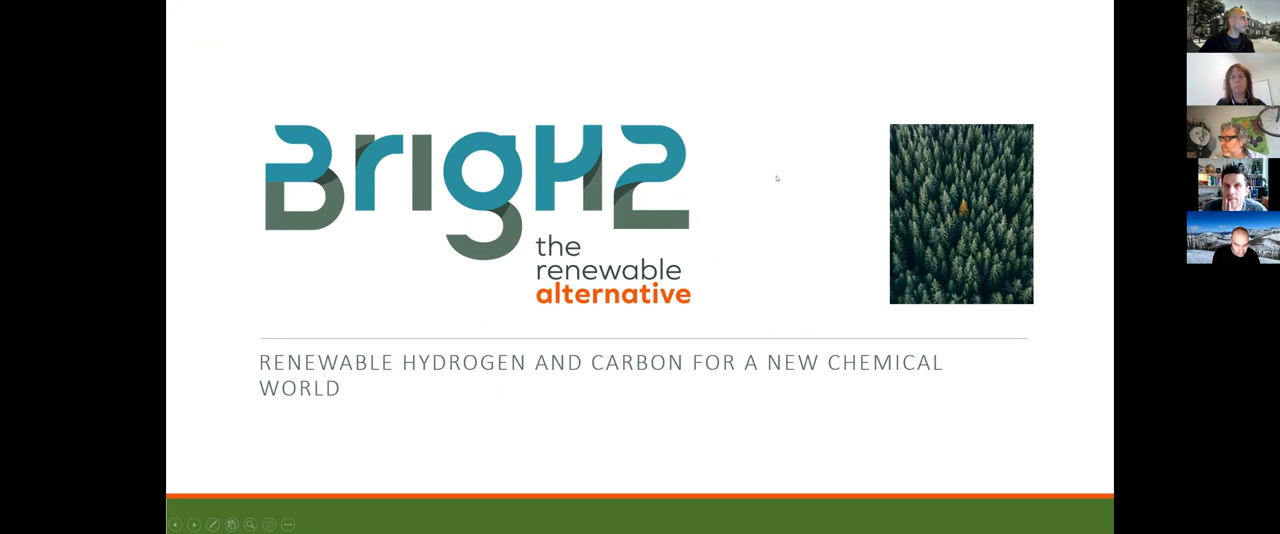 BrigH2
the
renewable
alternative
RENEWABLE HYDROGEN AND CARBON FOR A NEW CHEMICAL
WORLD